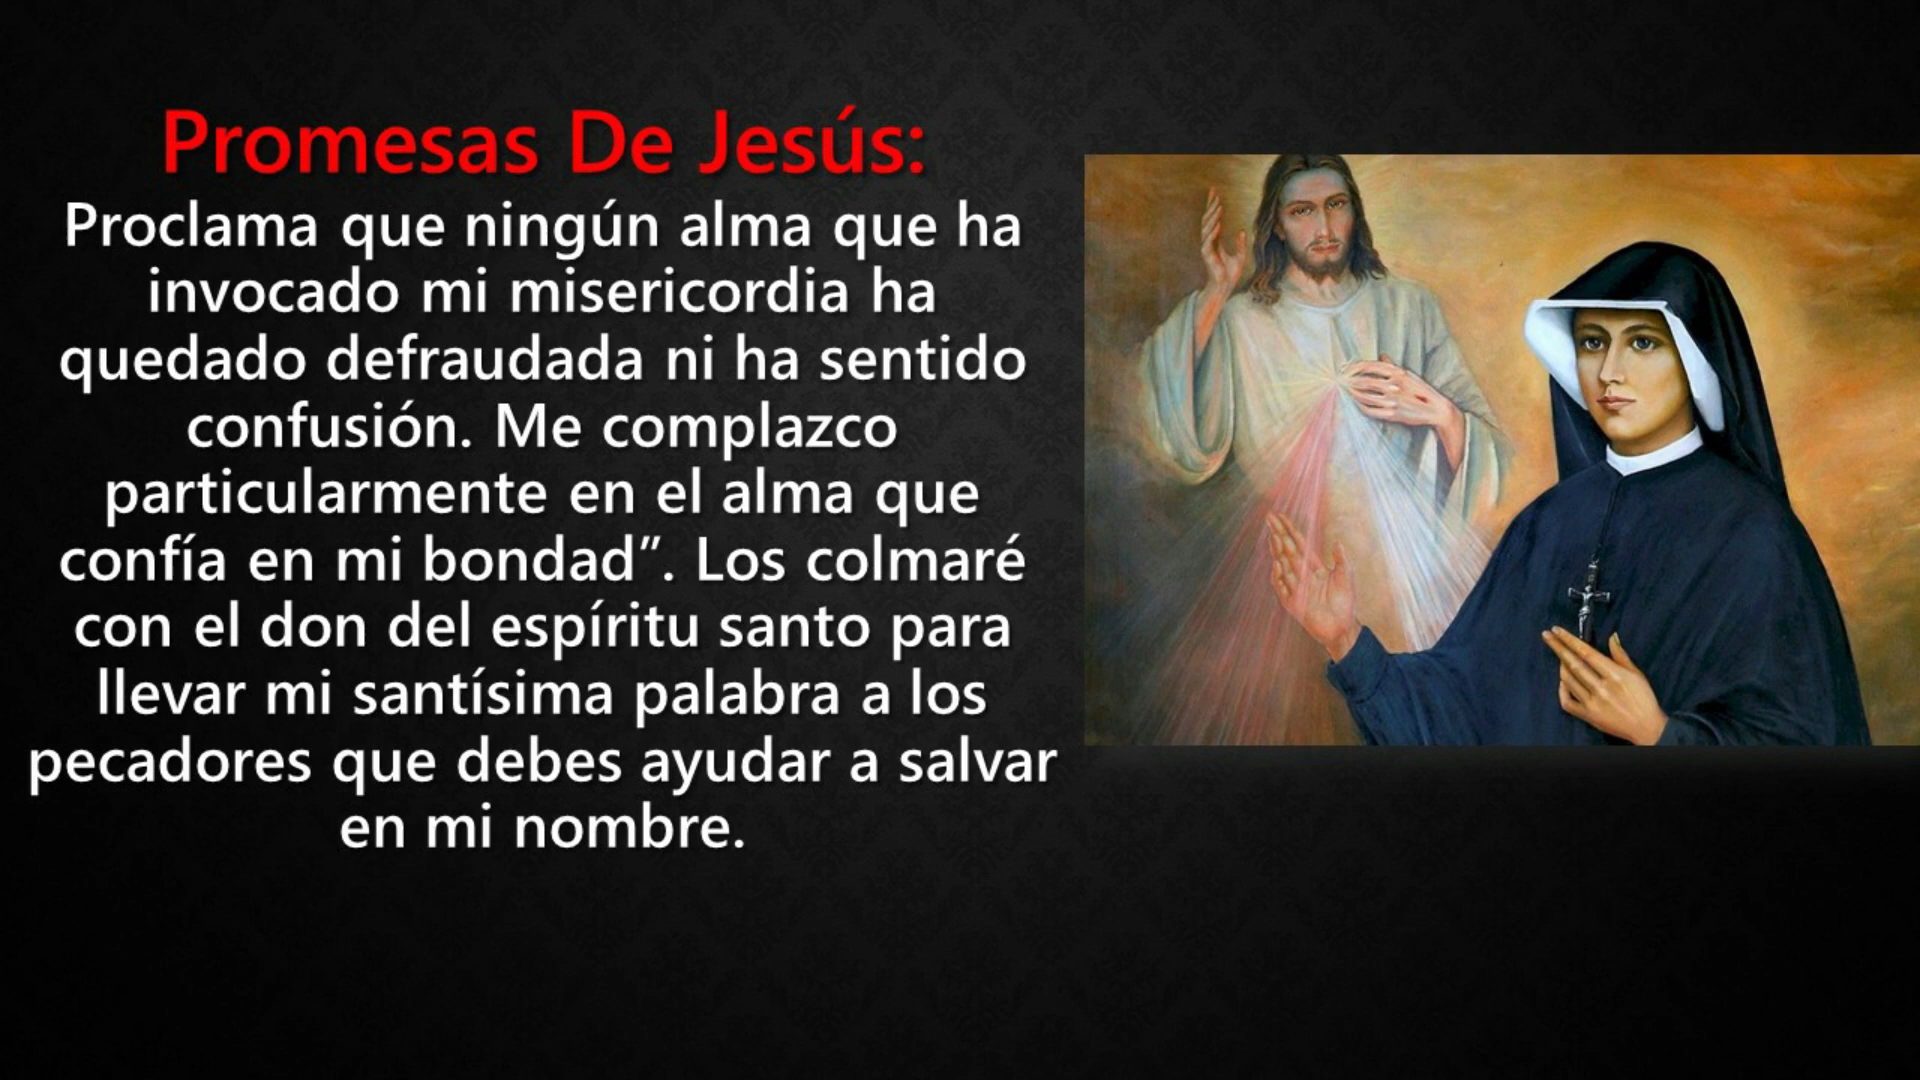 Promesas De Jesús:
Proclama que ningún alma que ha
invocado mi misericordia ha
quedado defraudada ni ha sentido
confusión. Me complazco
particularmente en el alma que
confía en mi bondad”. Los colmaré
con el don del espíritu santo para
llevar mi santísima palabra a los
pecadores que debes ayudar a salvar
en mi nombre.